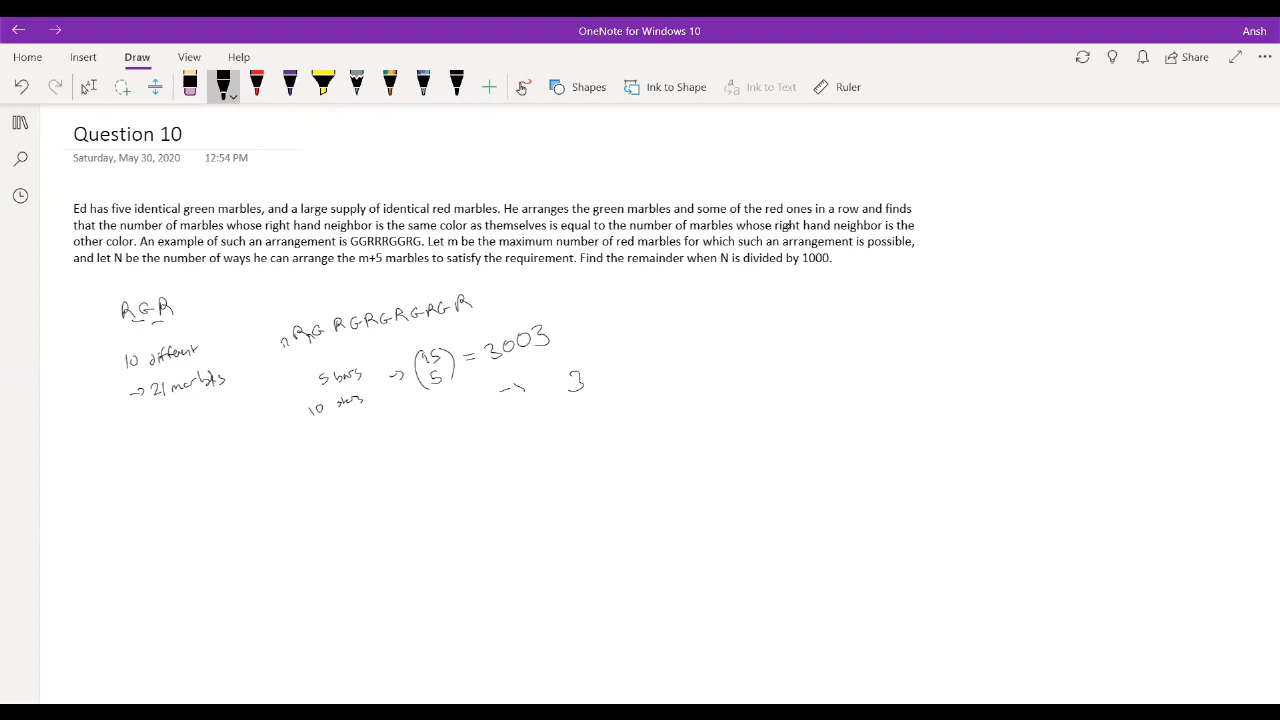 OneNote for Windows 10
Ansh
Home Insert Draw View Help
Share
Shapes Ink to Shape Ink to Text Ruler
Question 10
Saturday, May 30, 2020 12:54 PM
Ed has five identical green marbles, and a large supply of identical red marbles. He arranges the green marbles and some of the red ones in a row and finds
that the number of marbles whose right hand neighbor is the same color as themselves is equal to the number of marbles whose right hand neighbor is the
other color. An example of such an arrangement is GGRRRGGRG. Let m be the maximum number of red marbles for which such an arrangement is possible,
and let N be the number of ways he can arrange the m+5 marbles to satisfy the requirement. Find the remainder when N is divided by 1000.
RGR
10 different
→ 21 marbles
RGRGRGRGRGR
5 bars → (15 5) = 3003
10 stars
→ 3